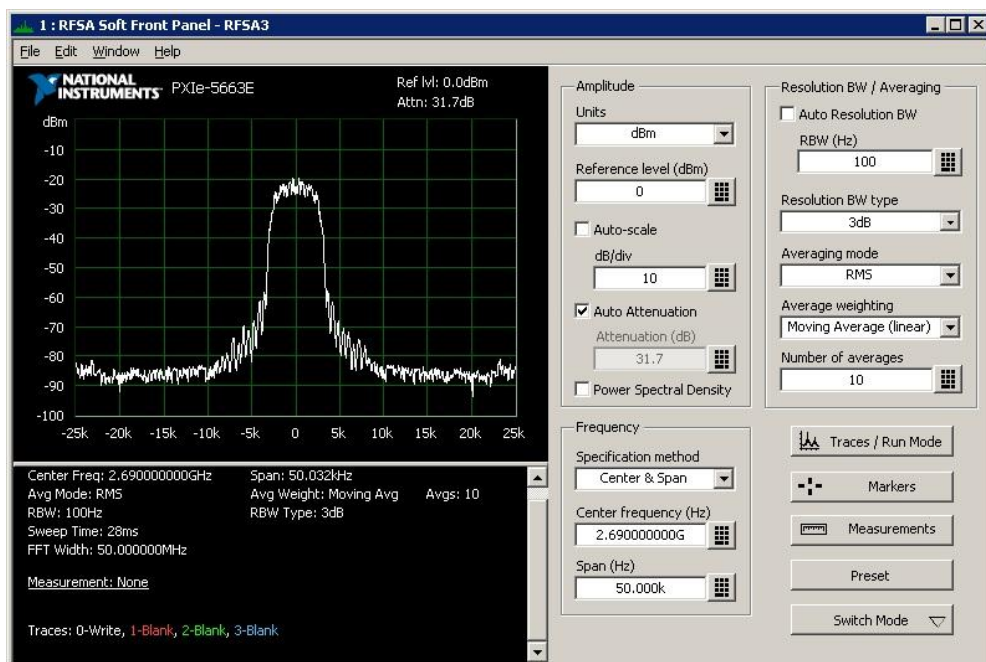 1 : RFSA Soft Front Panel - RFSA3
File Edit Window Help
NATIONAL INSTRUMENTS PXIe-5663E
Ref lvl: 0.0dBm
Attn: 31.7dB
dBm
-10
-20
-30
-40
-50
-60
-70
-80
-90
-100
-25k -20k -15k -10k -5k 0 5k 10k 15k 20k 25k
Center Freq: 2.690000000GHz Span: 50.032kHz
Avg Mode: RMS Avg Weight: Moving Avg Avgs: 10
RBW: 100Hz RBW Type: 3dB
Sweep Time: 28ms
FFT Width: 50.000000MHz
Measurement: None
Traces: 0-Write, 1-Blank, 2-Blank, 3-Blank
Amplitude
Units
dBm
Reference level (dBm)
0
Auto-scale
dB/div
10
Auto Attenuation
Attenuation (dB)
31.7
Power Spectral Density
Frequency
Specification method
Center & Span
Center frequency (Hz)
2.690000000G
Span (Hz)
50.000k
Resolution BW / Averaging
Auto Resolution BW
RBW (Hz)
100
Resolution BW type
3dB
Averaging mode
RMS
Average weighting
Moving Average (linear)
Number of averages
10
Traces / Run Mode
Markers
Measurements
Preset
Switch Mode